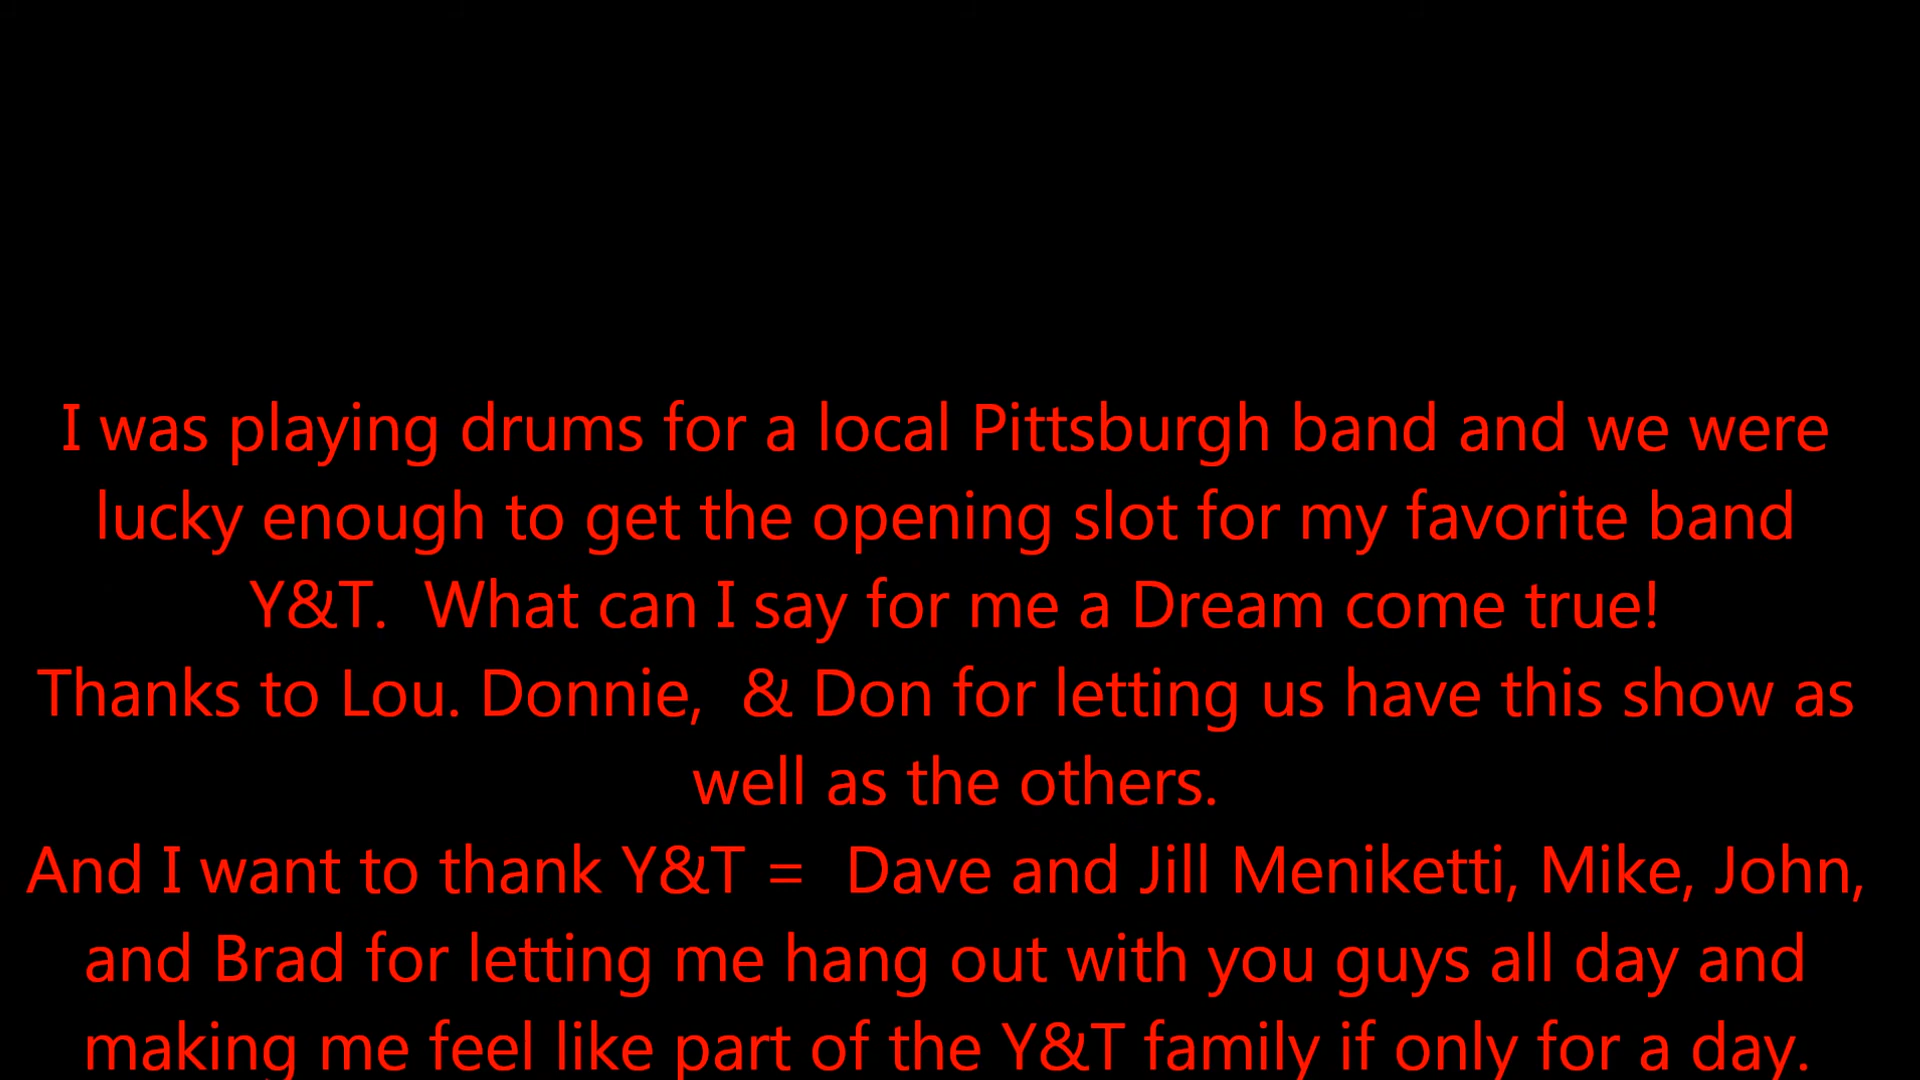 I was playing drums for a local Pittsburgh band and we were
lucky enough to get the opening slot for my favorite band
Y&T.  What can I say for me a Dream come true!
Thanks to Lou. Donnie,  & Don for letting us have this show as
well as the others.
And I want to thank Y&T =  Dave and Jill Meniketti, Mike, John,
and Brad for letting me hang out with you guys all day and
making me feel like part of the Y&T family if only for a day.